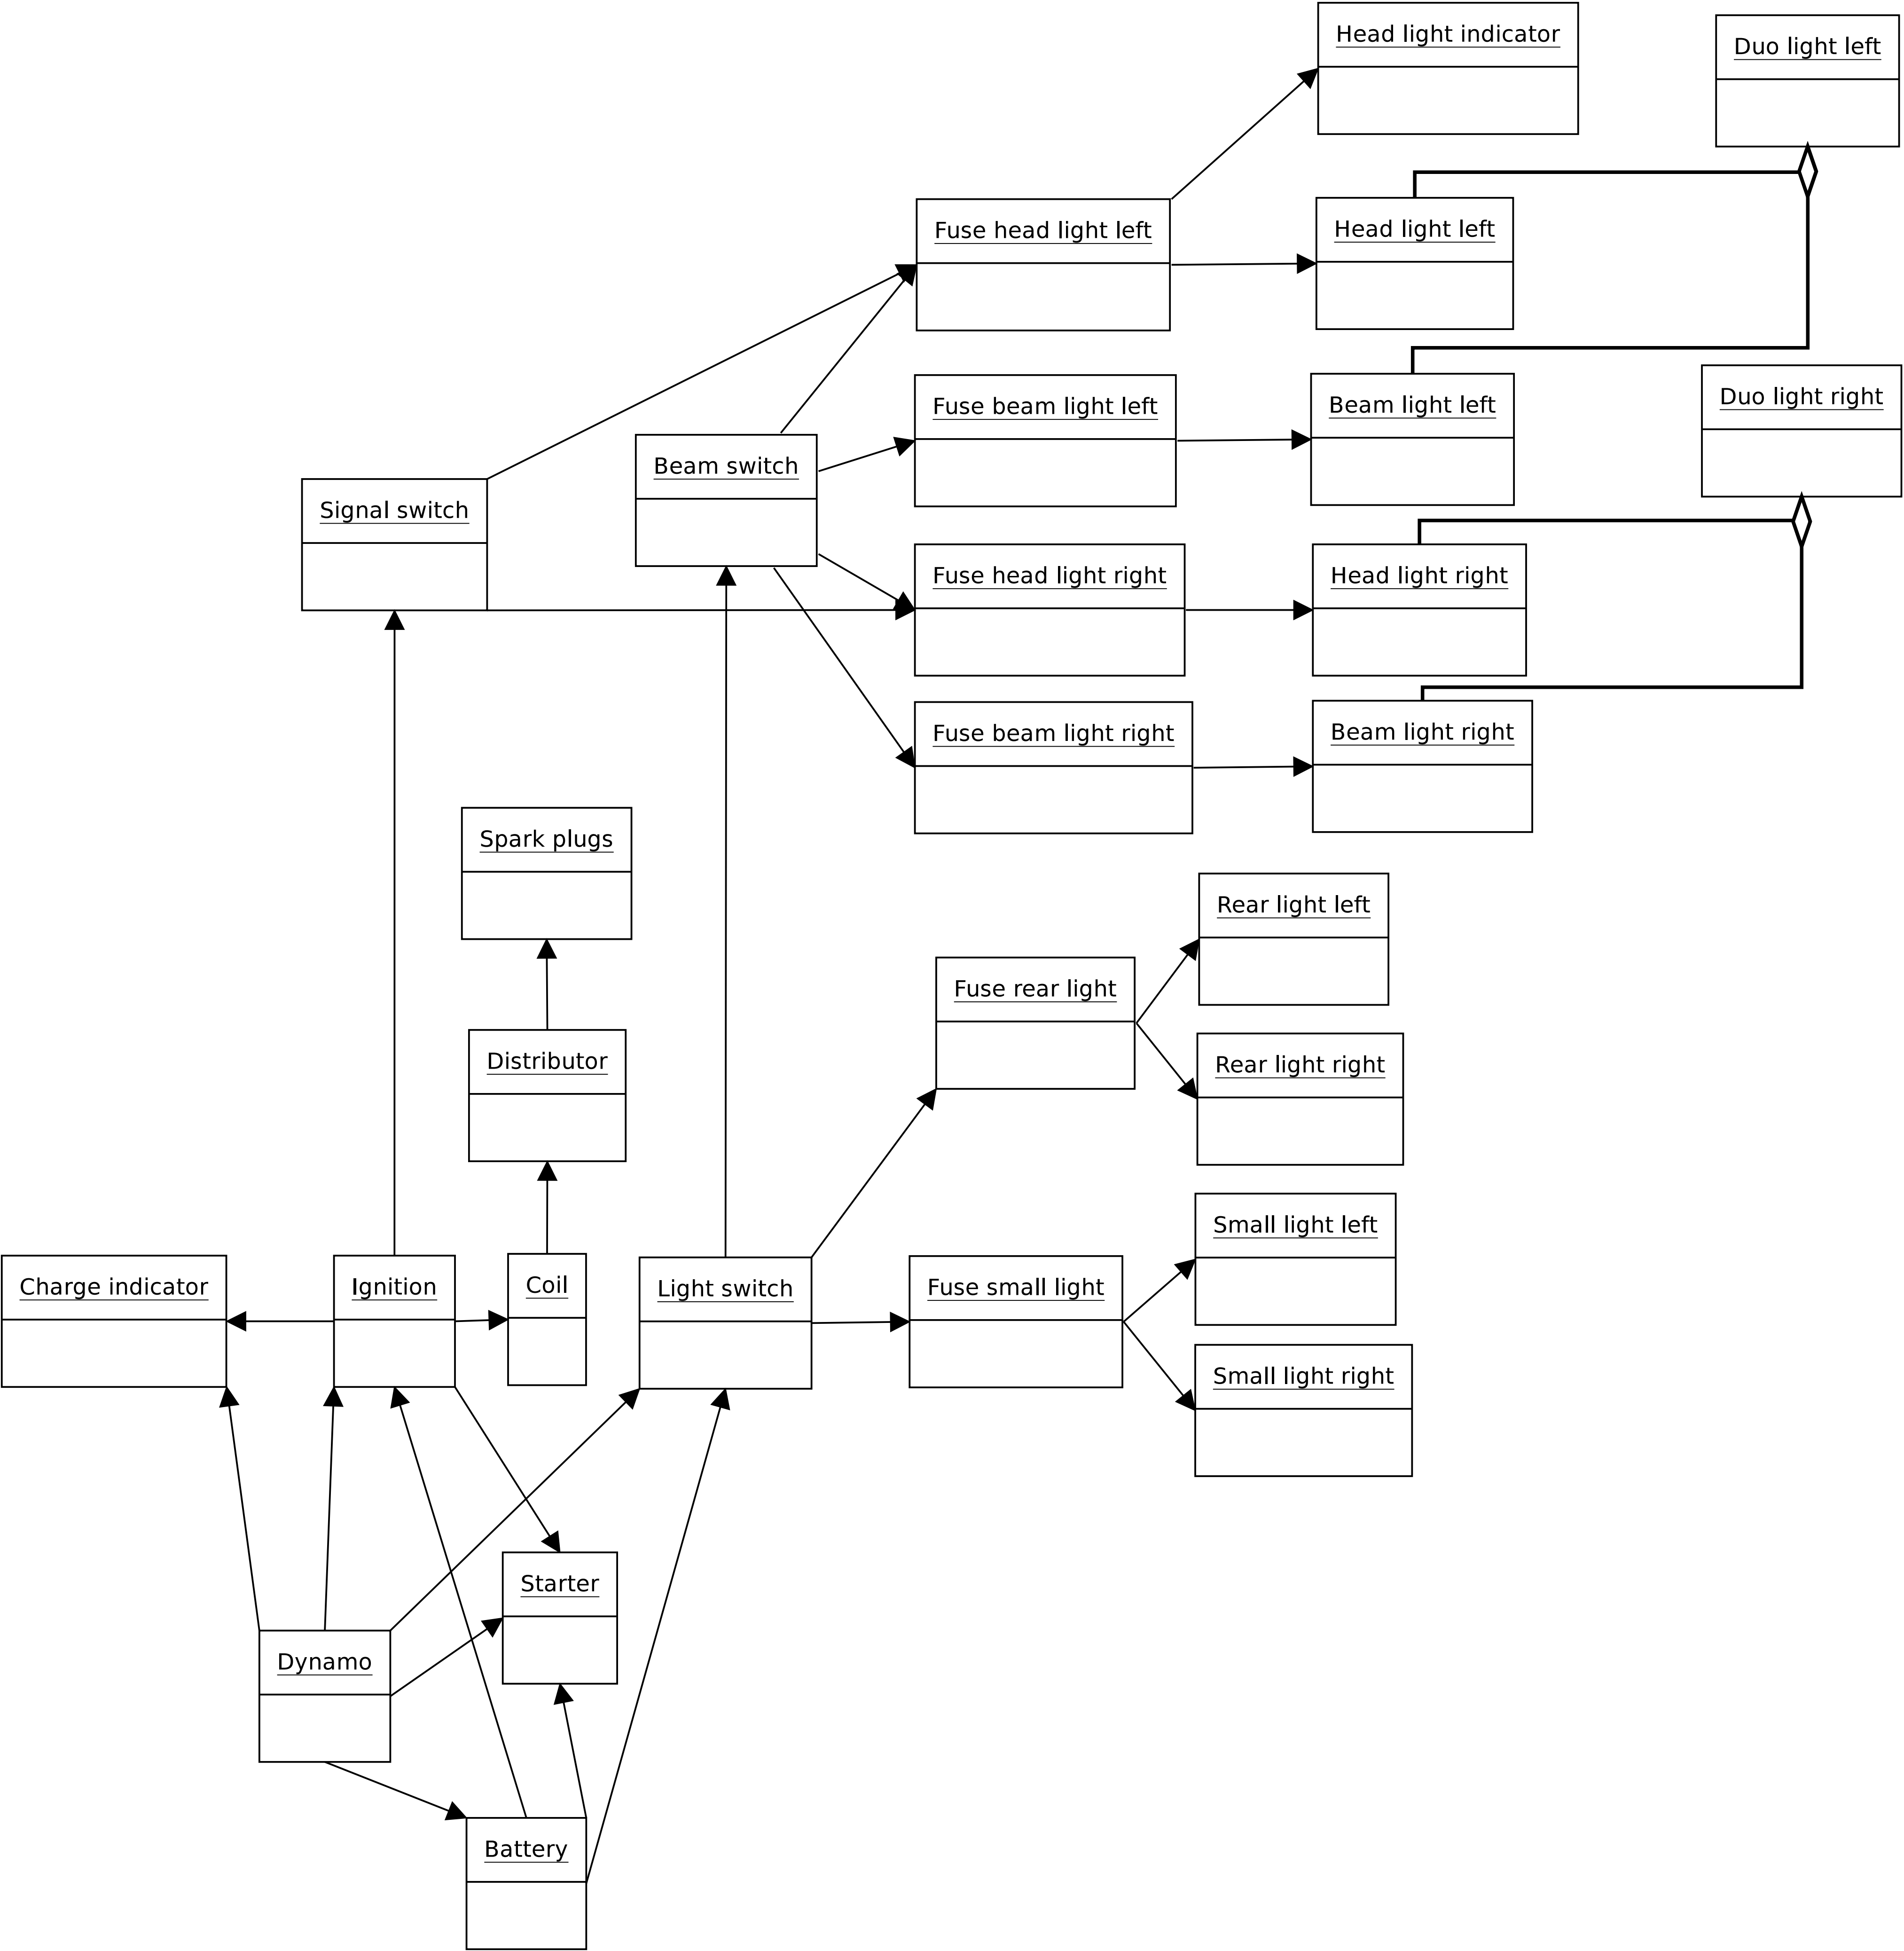 Head light indicator
Duo light left
Fuse head light left
Head light left
Fuse beam light left
Beam light left
Duo light right
Beam switch
Signal switch
Fuse head light right
Head light right
Fuse beam light right
Beam light right
Spark plugs
Rear light left
Fuse rear light
Distributor
Rear light right
Small light left
Charge indicator
Ignition
Coil
Light switch
Fuse small light
Small light right
Starter
Dynamo
Battery